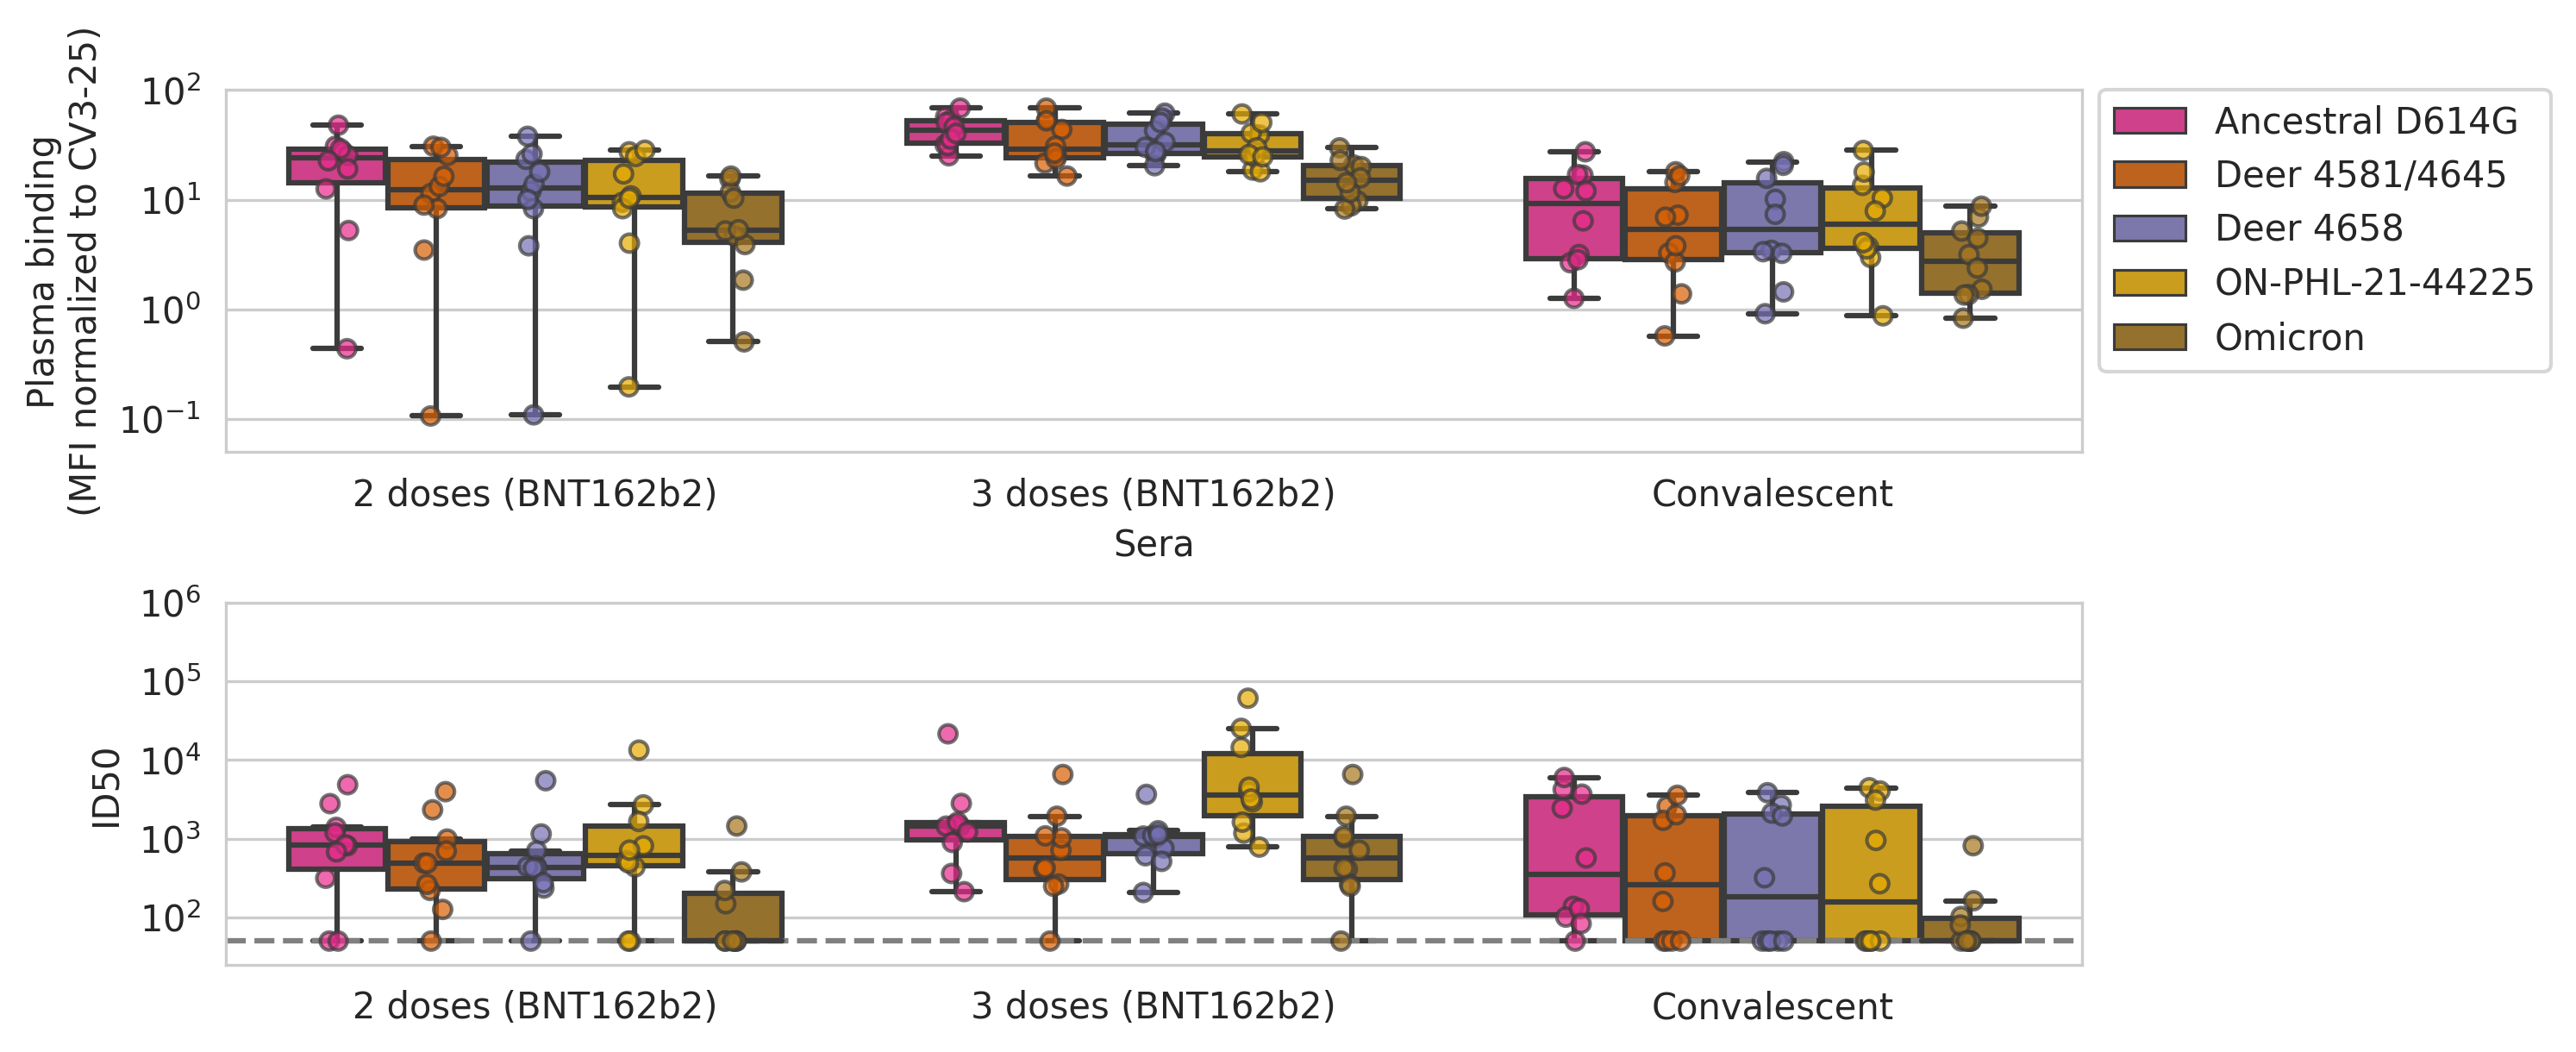 Plasma binding
(MFI normalized to CV3-25)
10²
10¹
10⁰
10⁻¹
2 doses (BNT162b2)
3 doses (BNT162b2)
Convalescent
Sera
Ancestral D614G
Deer 4581/4645
Deer 4658
ON-PHL-21-44225
Omicron
ID50
10⁶
10⁵
10⁴
10³
10²
2 doses (BNT162b2)
3 doses (BNT162b2)
Convalescent